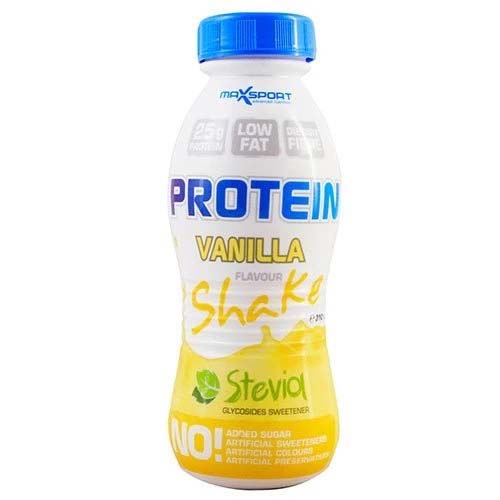 MAXSPORT
advanced nutrition
25g PROTEIN
LOW FAT
DIETARY FIBRE
PROTEIN
VANILLA
FLAVOUR
Shake
e 310
Stevia
GLYCOSIDES SWEETENER
NO!
ADDED SUGAR
ARTIFICIAL SWEETENERS
ARTIFICIAL COLOURS
ARTIFICIAL PRESERVATIVES